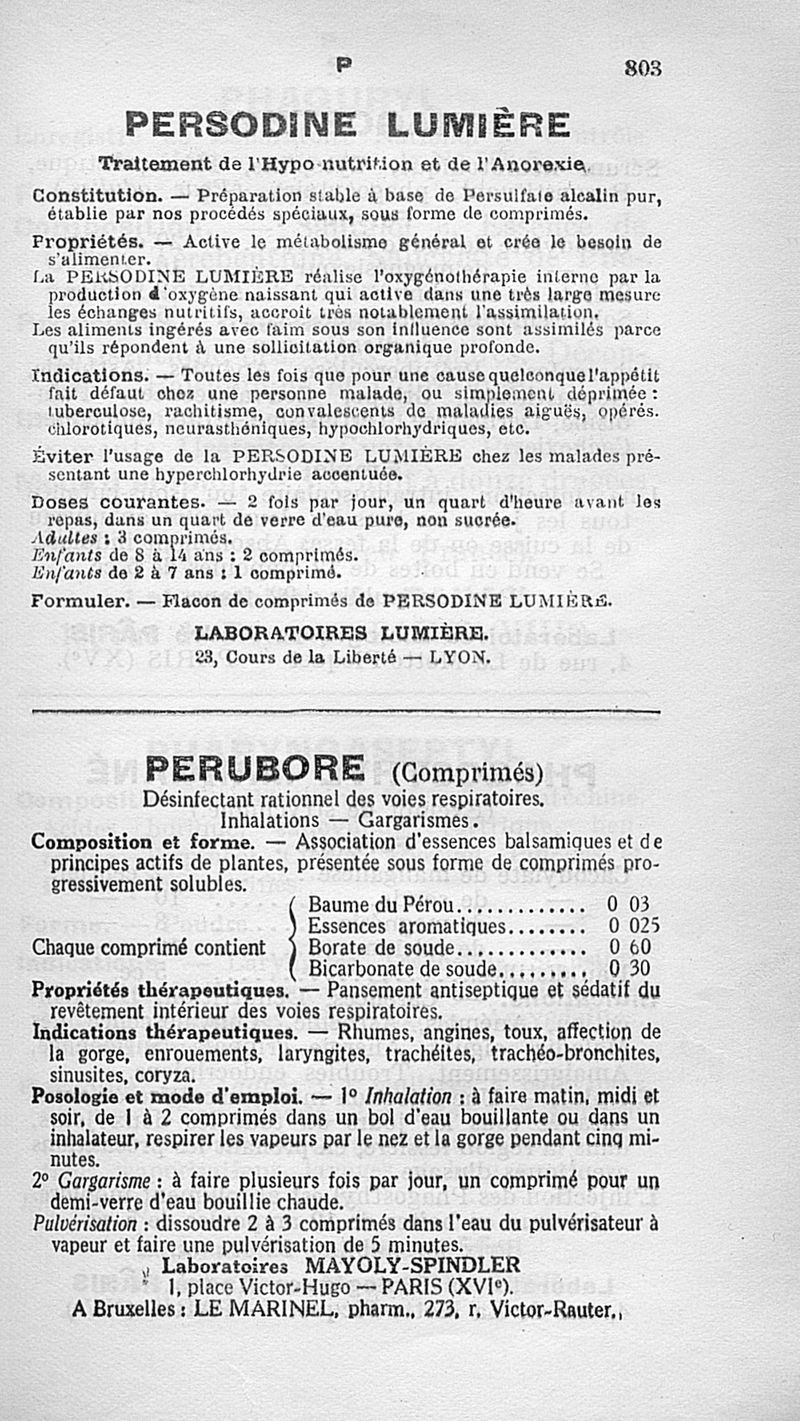 P
803
PERSODINE LUMIÈRE
Traitement de l'Hypo-nutrition et de l'Anorexie.
Constitution. — Préparation stable à base de Persulfate alcalin pur,
établie par nos procédés spéciaux, sous forme de comprimés.
Propriétés. — Active le métabolisme général et crée le besoin de
s'alimenter.
La PERSODINE LUMIÈRE réalise l'oxygénothérapie interne par la
production d'oxygène naissant qui active dans une très large mesure
les échanges nutritifs, accroît très notablement l'assimilation.
Les aliments ingérés avec faim sous son influence sont assimilés parce
qu'ils répondent à une sollicitation organique profonde.
Indications. — Toutes les fois que pour une cause quelconque l'appétit
fait défaut chez une personne malade, ou simplement déprimée :
tuberculose, rachitisme, convalescents de maladies aiguës, opérés.
chlorotiques, neurasthéniques, hypochlorhydriques, etc.
Éviter l'usage de la PERSODINE LUMIÈRE chez les malades pré-
sentant une hyperchlorhydrie accentuée.
Doses courantes. — 2 fois par jour, un quart d'heure avant les
repas, dans un quart de verre d'eau pure, non sucrée.
Adultes : 3 comprimés.
Enfants de 8 à 14 ans : 2 comprimés.
Enfants de 2 à 7 ans : 1 comprimé.
Formuler. — Flacon de comprimés de PERSODINE LUMIÈRE.
LABORATOIRES LUMIÈRE.
23, Cours de la Liberté — LYON.
PERUBORE (Comprimés)
Désinfectant rationnel des voies respiratoires.
Inhalations — Gargarismes.
Composition et forme. — Association d'essences balsamiques et de
principes actifs de plantes, présentée sous forme de comprimés pro-
gressivement solubles.
Chaque comprimé contient
Baume du Pérou............. 0 03
Essences aromatiques........ 0 025
Borate de soude............. 0 60
Bicarbonate de soude......... 0 30
Propriétés thérapeutiques. — Pansement antiseptique et sédatif du
revêtement intérieur des voies respiratoires.
Indications thérapeutiques. — Rhumes, angines, toux, affection de
la gorge, enrouements, laryngites, trachéites, trachéo-bronchites,
sinusites, coryza.
Posologie et mode d'emploi. — 1º Inhalation : à faire matin, midi et
soir, de 1 à 2 comprimés dans un bol d'eau bouillante ou dans un
inhalateur, respirer les vapeurs par le nez et la gorge pendant cinq mi-
nutes.
2º Gargarisme : à faire plusieurs fois par jour, un comprimé pour un
demi-verre d'eau bouillie chaude.
Pulvérisation : dissoudre 2 à 3 comprimés dans l'eau du pulvérisateur à
vapeur et faire une pulvérisation de 5 minutes.
Laboratoires MAYOLY-SPINDLER
1, place Victor-Hugo — PARIS (XVIe).
A Bruxelles : LE MARINEL, pharm., 273, r. Victor-Rauter.,